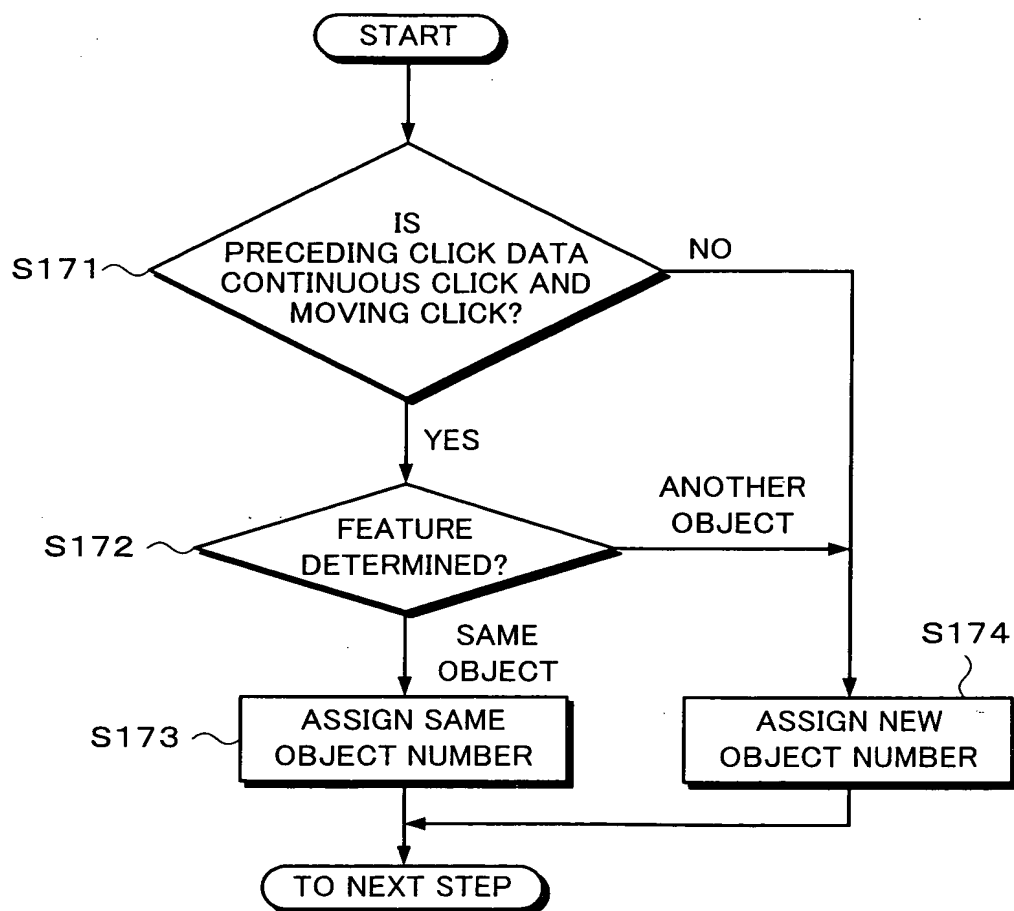 START
IS
PRECEDING CLICK DATA
CONTINUOUS CLICK AND
MOVING CLICK?
S171
NO
YES
FEATURE
DETERMINED?
S172
ANOTHER
OBJECT
SAME
OBJECT
S174
ASSIGN SAME
OBJECT NUMBER
S173
ASSIGN NEW
OBJECT NUMBER
TO NEXT STEP